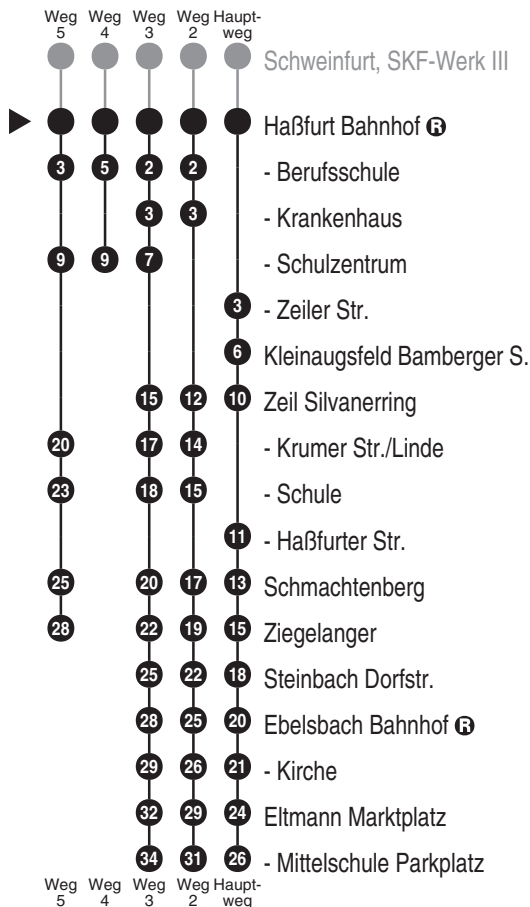 Weg Weg Weg Weg Haupt-
5 4 3 2 weg
Schweinfurt, SKF-Werk III
Haßfurt Bahnhof R
3 5 2 2 - Berufsschule
3 3 - Krankenhaus
9 9 7 - Schulzentrum
3 - Zeiler Str.
6 Kleinaugsfeld Bamberger S.
15 12 10 Zeil Silvanerring
20 17 14 - Krumer Str./Linde
23 18 15 - Schule
11 - Haßfurter Str.
25 20 17 13 Schmachtenberg
28 22 19 15 Ziegelanger
25 22 18 Steinbach Dorfstr.
28 25 20 Ebelsbach Bahnhof R
29 26 21 - Kirche
32 29 24 Eltmann Marktplatz
34 31 26 - Mittelschule Parkplatz
Weg Weg Weg Weg Haupt-
5 4 3 2 weg